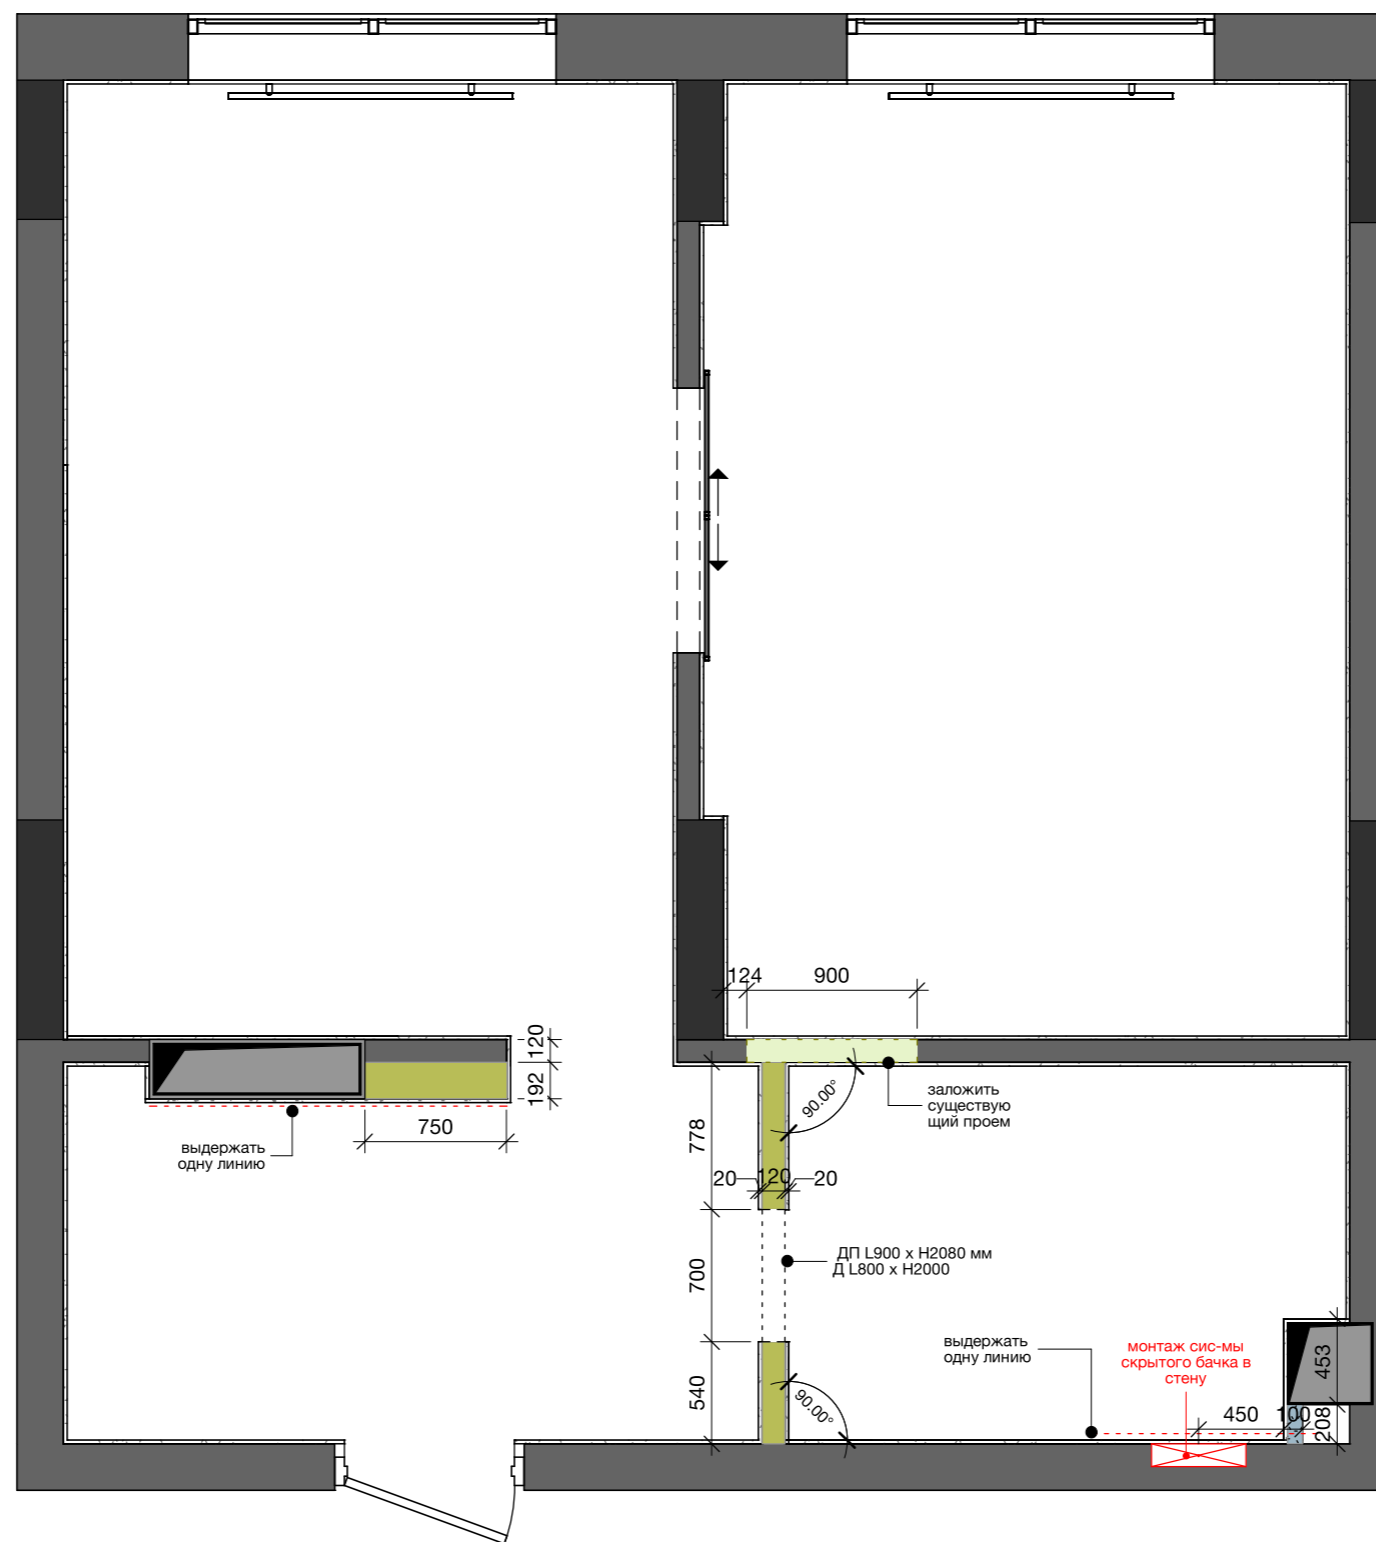 124
900
120
192
750
выдержать
одну линию
заложить
существую
щий проем
90.00°
778
20
120
20
ДП L900 x H2080 мм
Д L800 x H2000
700
выдержать
одну линию
монтаж сис-мы
скрытого бачка в
стену
453
540
90.00°
450
100
208